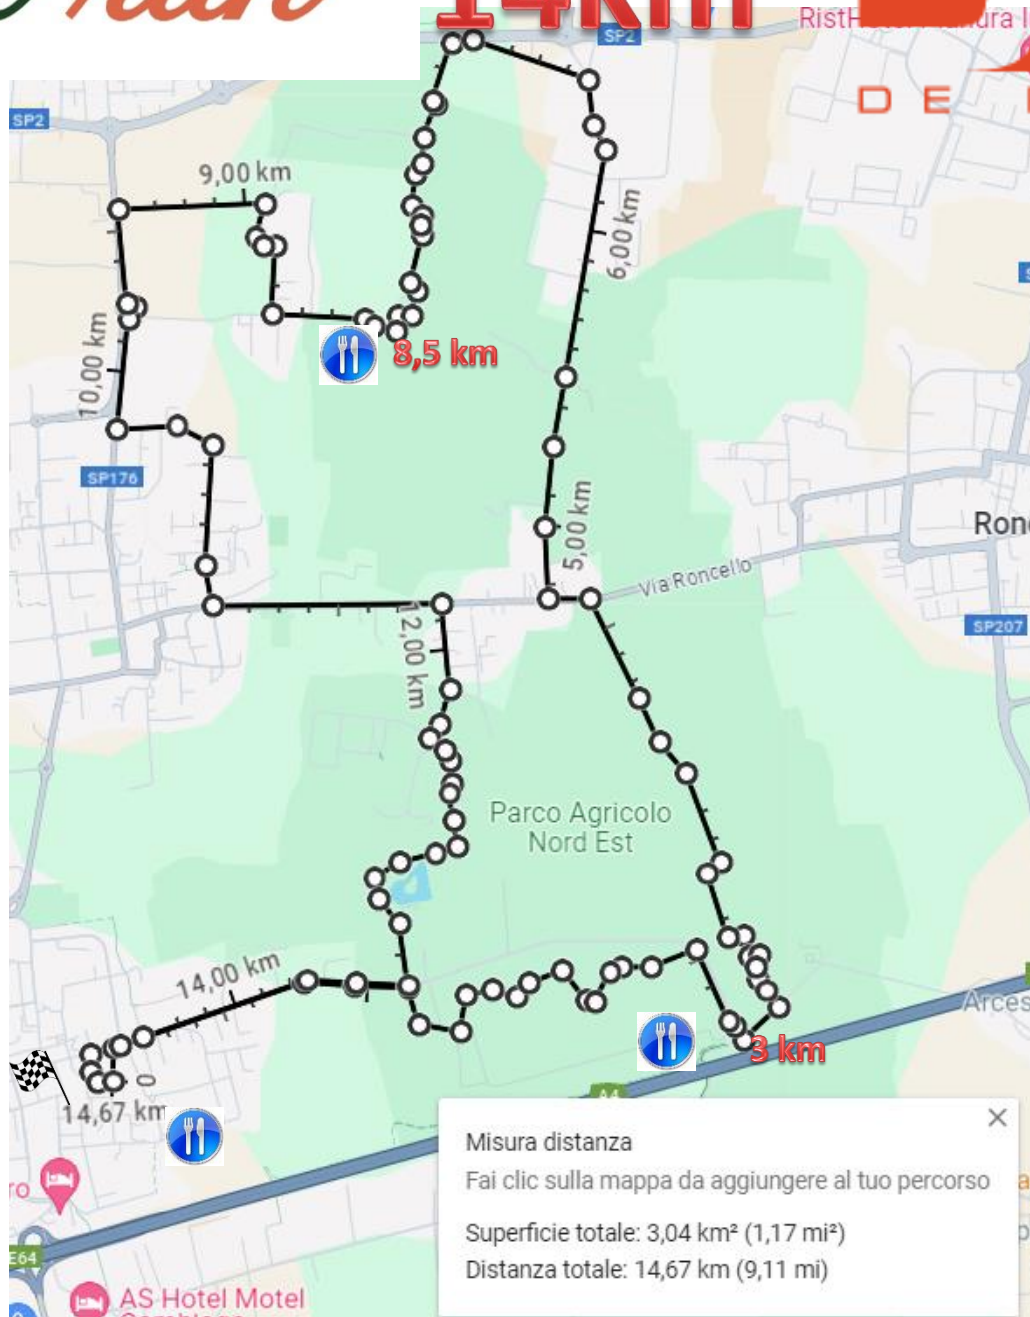 14km
SP2
SP2
DE
9,00 km
6,00 km
10,00 km
8,5 km
SP176
5,00 km
Via Roncello
12,00 km
SP207
Parco Agricolo
Nord Est
14,00 km
3 km
0
14,67 km
A4
Misura distanza
Fai clic sulla mappa da aggiungere al tuo percorso
Superficie totale: 3,04 km² (1,17 mi²)
Distanza totale: 14,67 km (9,11 mi)
E64
AS Hotel Motel